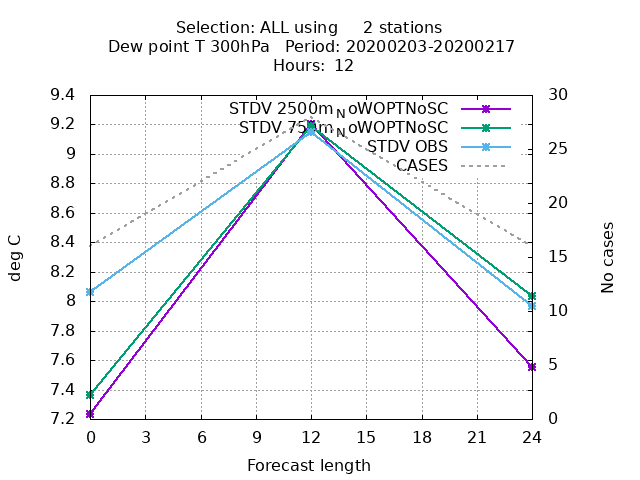 Selection: ALL using 2 stations
Dew point T 300hPa Period: 20200203-20200217
Hours: 12
STDV 2500m_NoWOPTNoSC
STDV 750m_NoWOPTNoSC
STDV OBS
CASES
9.4
9.2
9
8.8
8.6
8.4
8.2
8
7.8
7.6
7.4
7.2
deg C
30
25
20
15
10
5
0
No cases
0 3 6 9 12 15 18 21 24
Forecast length